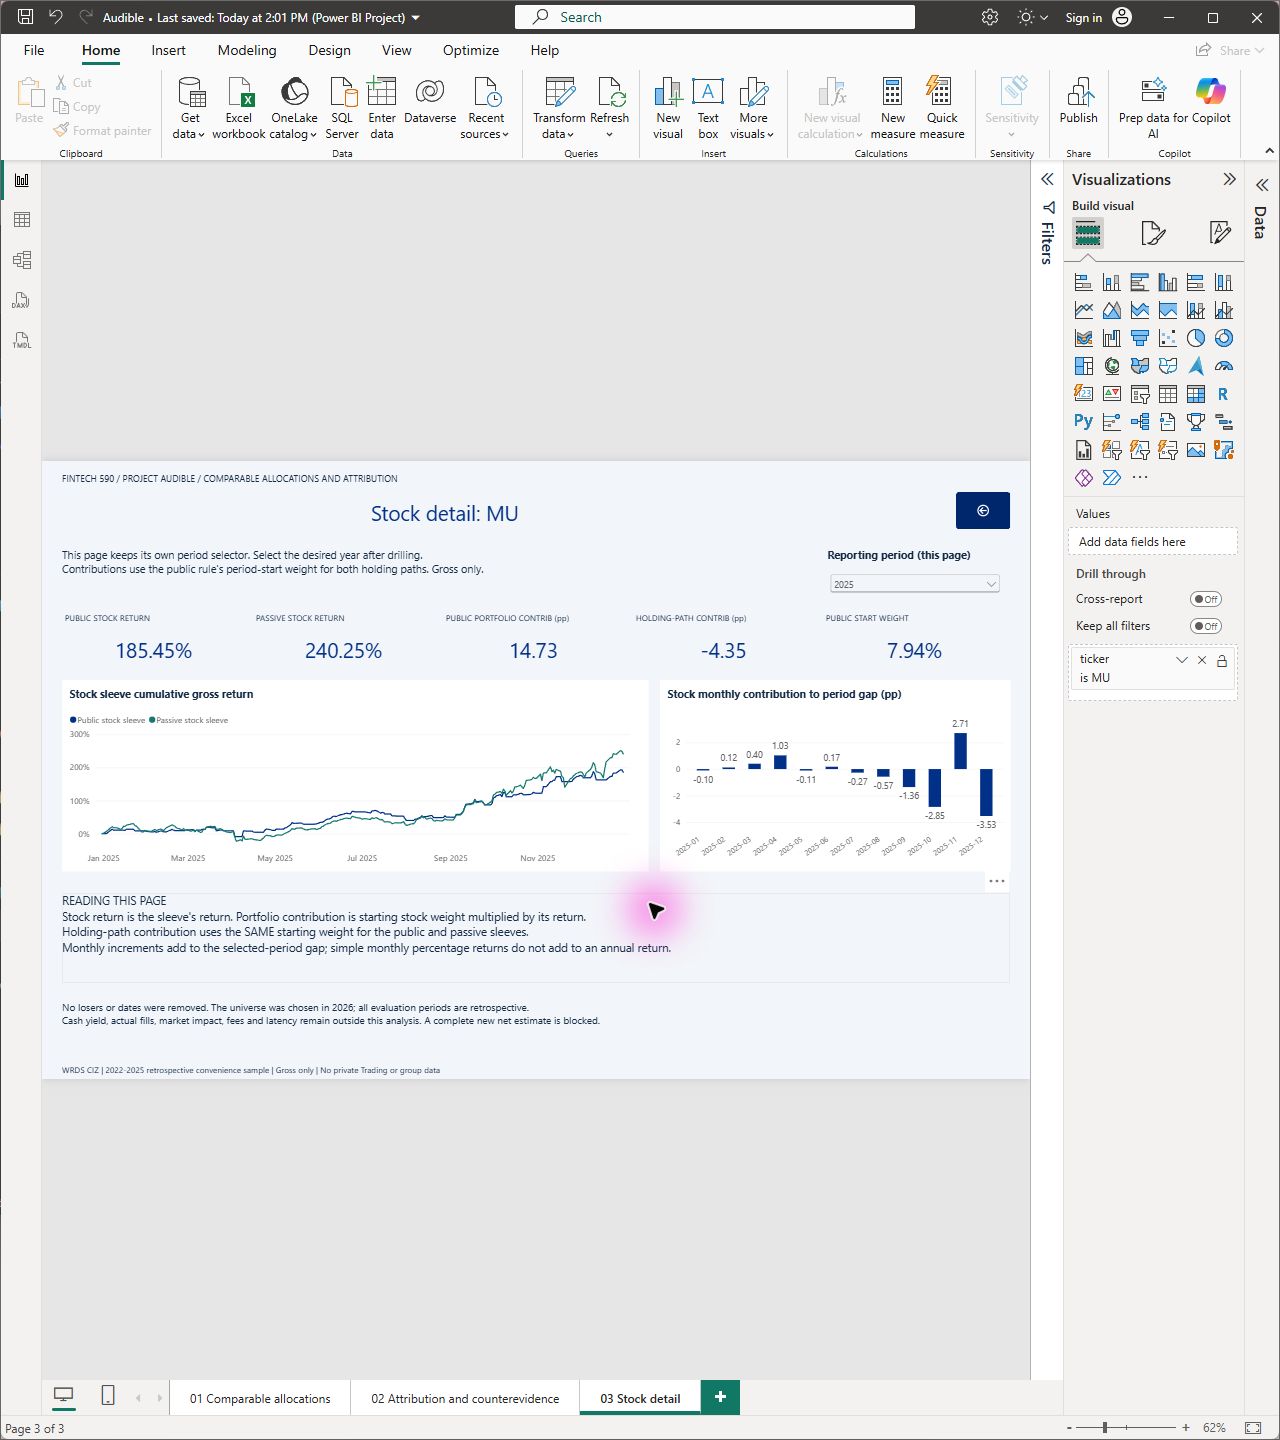 Audible • Last saved: Today at 2:01 PM (Power BI Project)
Search
Sign in
File Home Insert Modeling Design View Optimize Help
Share
Paste
Cut
Copy
Format painter
Clipboard
Get data
Excel workbook
OneLake catalog
SQL Server
Enter data
Dataverse
Recent sources
Data
Transform data
Refresh
Queries
New visual
Text box
More visuals
Insert
New visual calculation
New measure
Quick measure
Calculations
Sensitivity
Sensitivity
Publish
Share
Prep data for AI
Copilot
Copilot
DAX
TMDL
Filters
Visualizations
Build visual
Data
123
R
Py
Values
Add data fields here
Drill through
Cross-report
Off
Keep all filters
Off
ticker
is MU
FINTECH 590 / PROJECT AUDIBLE / COMPARABLE ALLOCATIONS AND ATTRIBUTION
Stock detail: MU
This page keeps its own period selector. Select the desired year after drilling.
Contributions use the public rule's period-start weight for both holding paths. Gross only.
Reporting period (this page)
2025
PUBLIC STOCK RETURN
PASSIVE STOCK RETURN
PUBLIC PORTFOLIO CONTRIB (pp)
HOLDING-PATH CONTRIB (pp)
PUBLIC START WEIGHT
185.45%
240.25%
14.73
-4.35
7.94%
Stock sleeve cumulative gross return
Public stock sleeve Passive stock sleeve
300%
200%
100%
0%
Jan 2025 Mar 2025 May 2025 Jul 2025 Sep 2025 Nov 2025
Stock monthly contribution to period gap (pp)
2
0
-2
-4
-0.10
0.12
0.40
1.03
-0.11
0.17
-0.27
-0.57
-1.36
-2.85
2.71
-3.53
2025-01 2025-02 2025-03 2025-04 2025-05 2025-06 2025-07 2025-08 2025-09 2025-10 2025-11 2025-12
READING THIS PAGE
Stock return is the sleeve's return. Portfolio contribution is starting stock weight multiplied by its return.
Holding-path contribution uses the SAME starting weight for the public and passive sleeves.
Monthly increments add to the selected-period gap; simple monthly percentage returns do not add to an annual return.
No losers or dates were removed. The universe was chosen in 2026; all evaluation periods are retrospective.
Cash yield, actual fills, market impact, fees and latency remain outside this analysis. A complete new net estimate is blocked.
WRDS CIZ | 2022-2025 retrospective convenience sample | Gross only | No private Trading or group data
01 Comparable allocations
02 Attribution and counterevidence
03 Stock detail
Page 3 of 3
62%